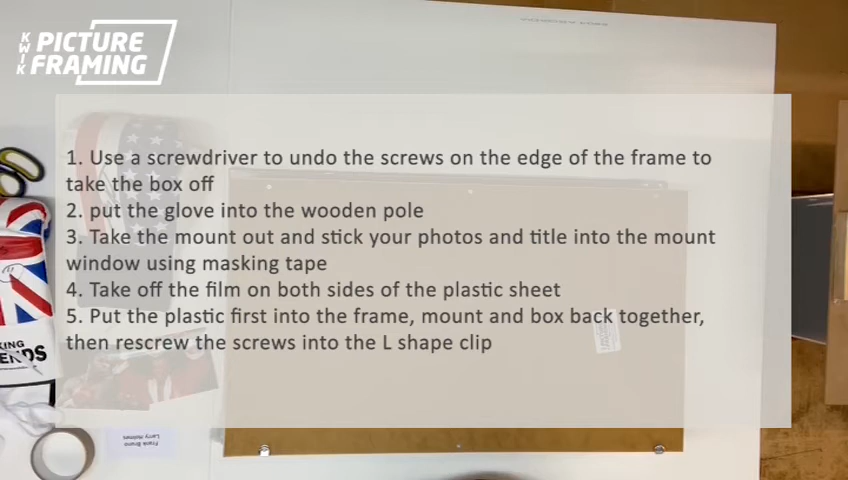 KWIK
PICTURE
FRAMING
1. Use a screwdriver to undo the screws on the edge of the frame to
take the box off
2. put the glove into the wooden pole
3. Take the mount out and stick your photos and title into the mount
window using masking tape
4. Take off the film on both sides of the plastic sheet
5. Put the plastic first into the frame, mount and box back together,
then rescrew the screws into the L shape clip
Frank Bruno
Larry Holmes